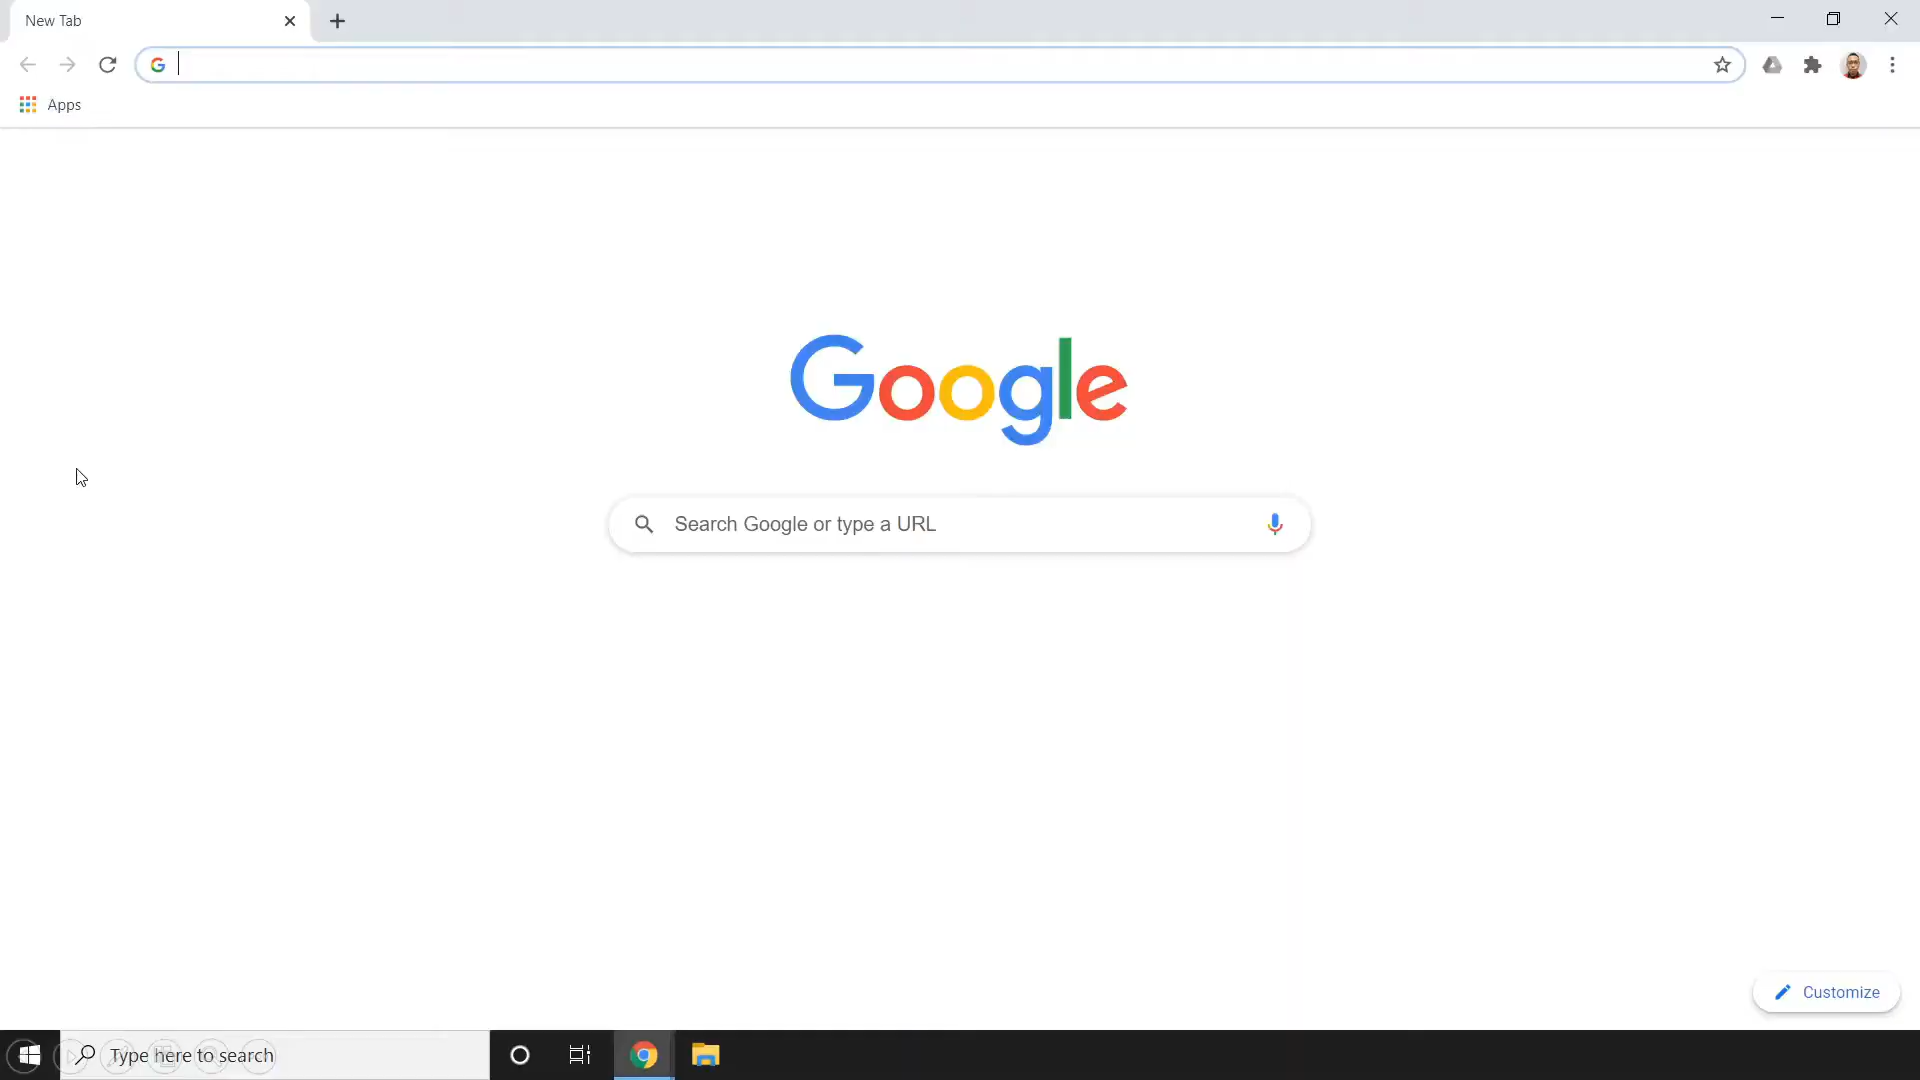 New Tab
Apps
Google
Search Google or type a URL
Customize
Type here to search